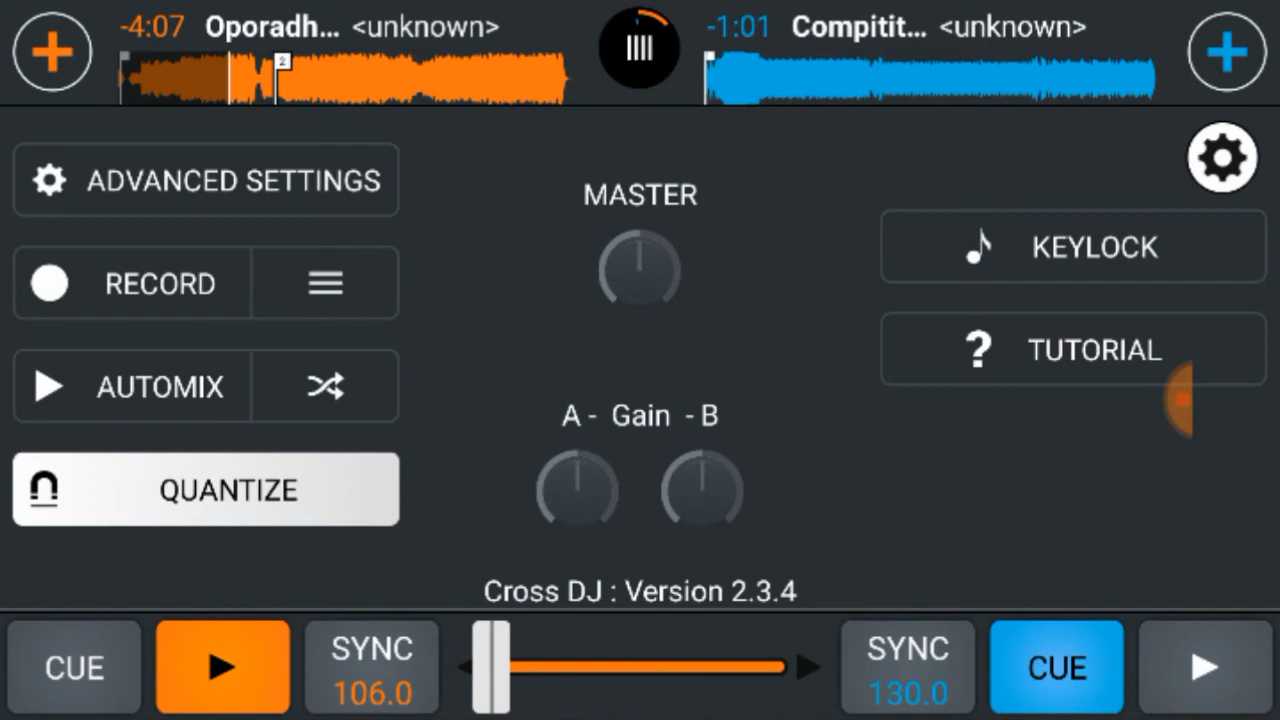 -4:07 Oporadh... <unknown>
2
-1:01 Compitit... <unknown>
ADVANCED SETTINGS
RECORD
AUTOMIX
QUANTIZE
MASTER
A - Gain - B
Cross DJ : Version 2.3.4
KEYLOCK
? TUTORIAL
CUE
SYNC
106.0
SYNC
130.0
CUE